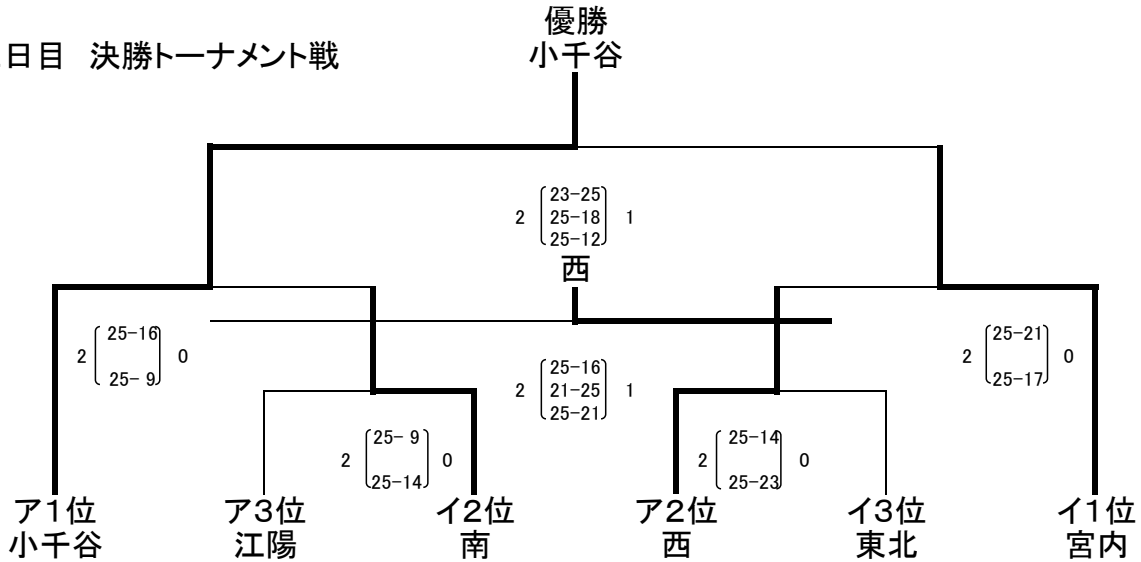 優勝
小千谷
日目 決勝トーナメント戦
23-25
2 25-18 1
25-12
西
25-16
2 0
25- 9
25-21
2 0
25-17
25-16
2 21-25 1
25-21
25- 9
2 0
25-14
25-14
2 0
25-23
ア1位 ア3位 イ2位 ア2位 イ3位 イ1位
小千谷 江陽 南 西 東北 宮内